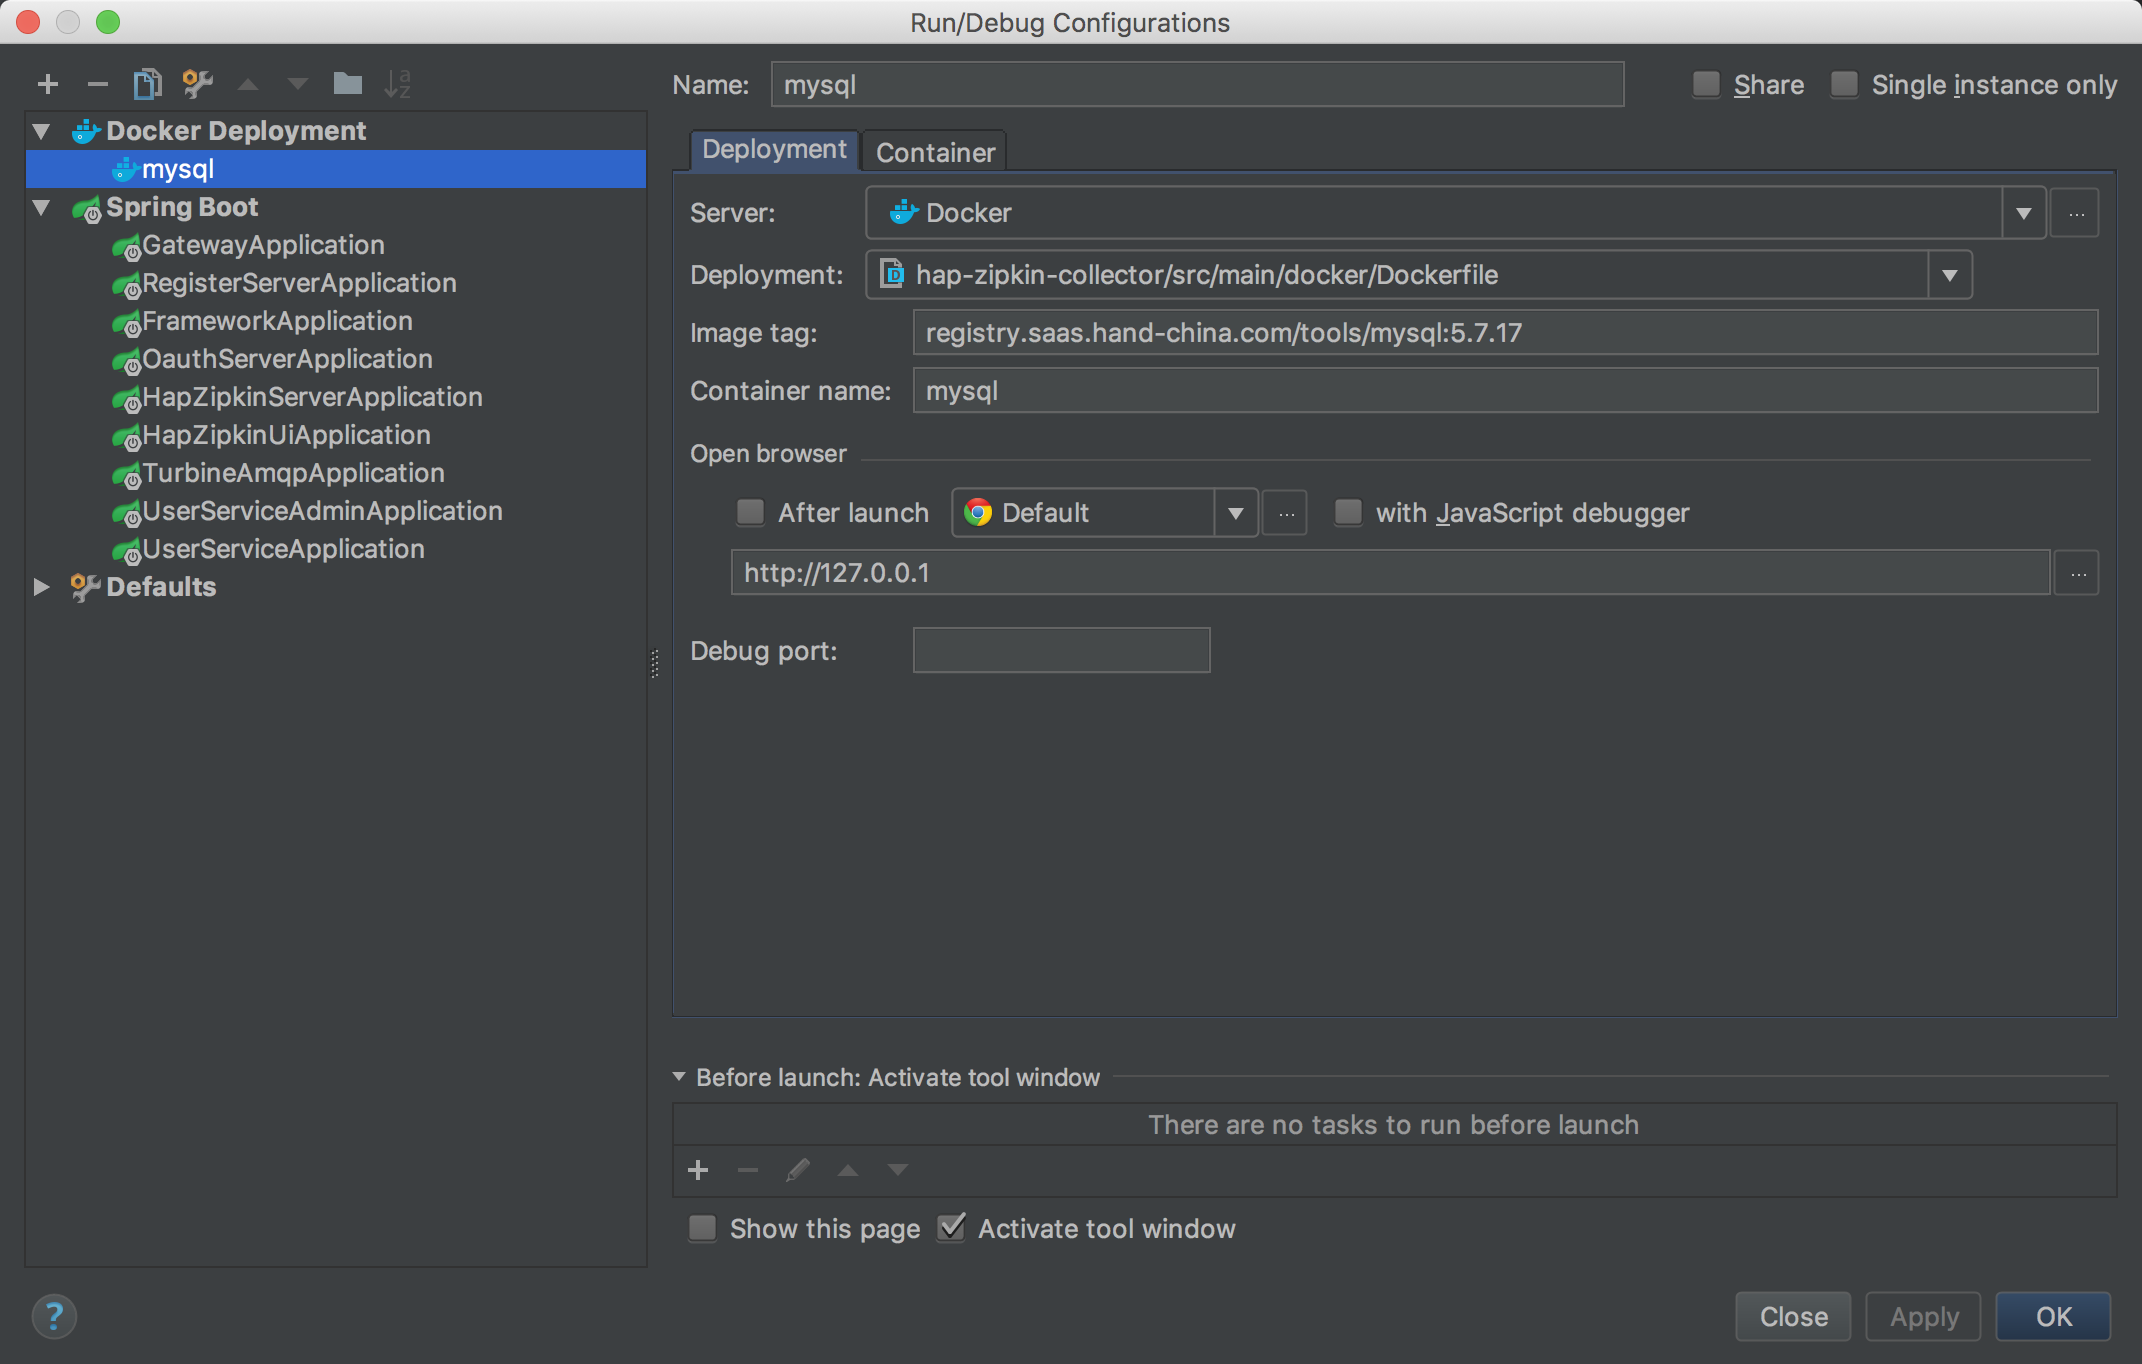 Run/Debug Configurations
Name: mysql Share Single instance only
Docker Deployment
mysql
Spring Boot
GatewayApplication
RegisterServerApplication
FrameworkApplication
OauthServerApplication
HapZipkinServerApplication
HapZipkinUiApplication
TurbineAmqpApplication
UserServiceAdminApplication
UserServiceApplication
Defaults
Deployment Container
Server: Docker ...
Deployment: hap-zipkin-collector/src/main/docker/Dockerfile
Image tag: registry.saas.hand-china.com/tools/mysql:5.7.17
Container name: mysql
Open browser
After launch Default ... with JavaScript debugger
http://127.0.0.1 ...
Debug port:
Before launch: Activate tool window
There are no tasks to run before launch
Show this page Activate tool window
? Close Apply OK